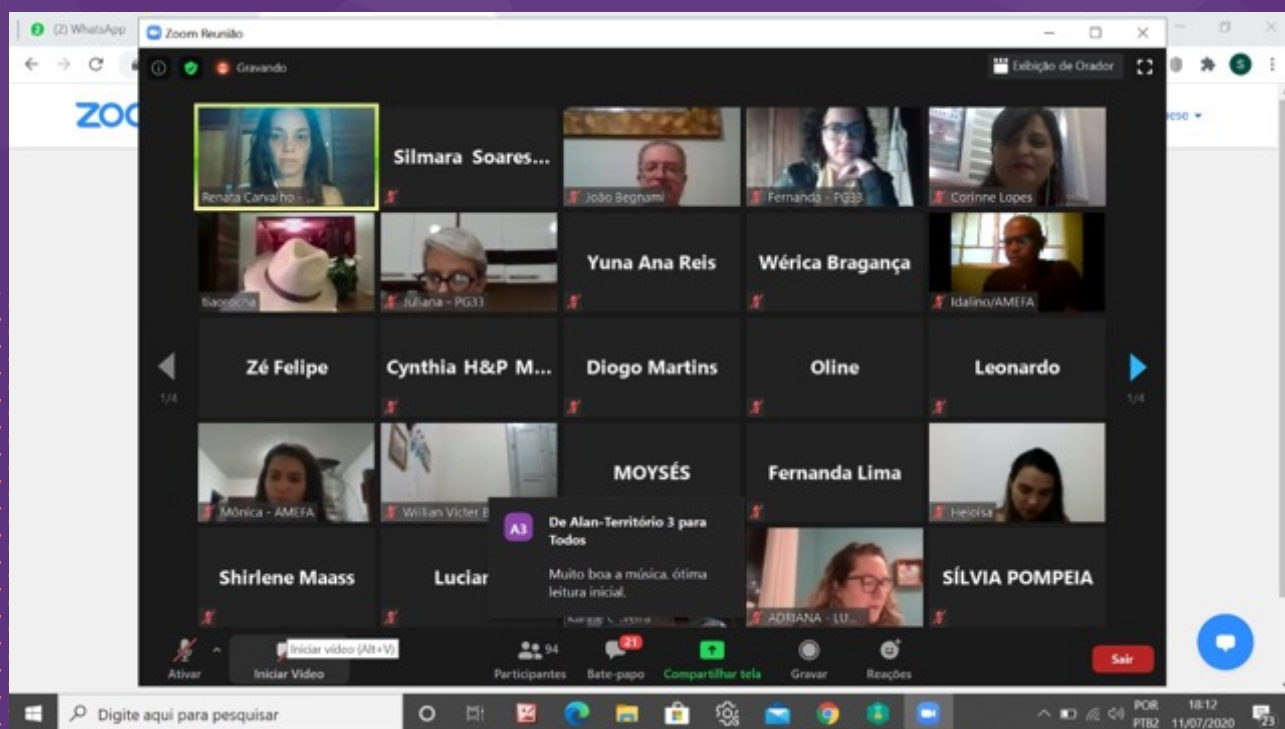 (2) WhatsApp
Zoom Reunião
Gravando
Exibição de Orador
ZOO
Renata Carvalho - ...
Silmara Soares...
João Begnami
Fernanda - PG33
Corinne Lopes
tiaorocha
Juliana - PG33
Yuna Ana Reis
Wérica Bragança
Idalino/AMEFA
Zé Felipe
Cynthia H&P M...
Diogo Martins
Oline
Leonardo
1/4
1/4
Mônica - AMEFA
Willian Victer
MOYSÉS
Fernanda Lima
Heloisa
A3
De Alan-Território 3 para
Todos
Muito boa a música. ótima
leitura inicial.
Shirlene Maass
Lucian
ADRIANA - LU...
SÍLVIA POMPEIA
Iniciar vídeo (Alt+V)
94
21
Ativar
Iniciar Vídeo
Participantes
Bate-papo
Compartilhar tela
Gravar
Reações
Sair
Digite aqui para pesquisar
POR
PTB2
18:12
11/07/2020
23